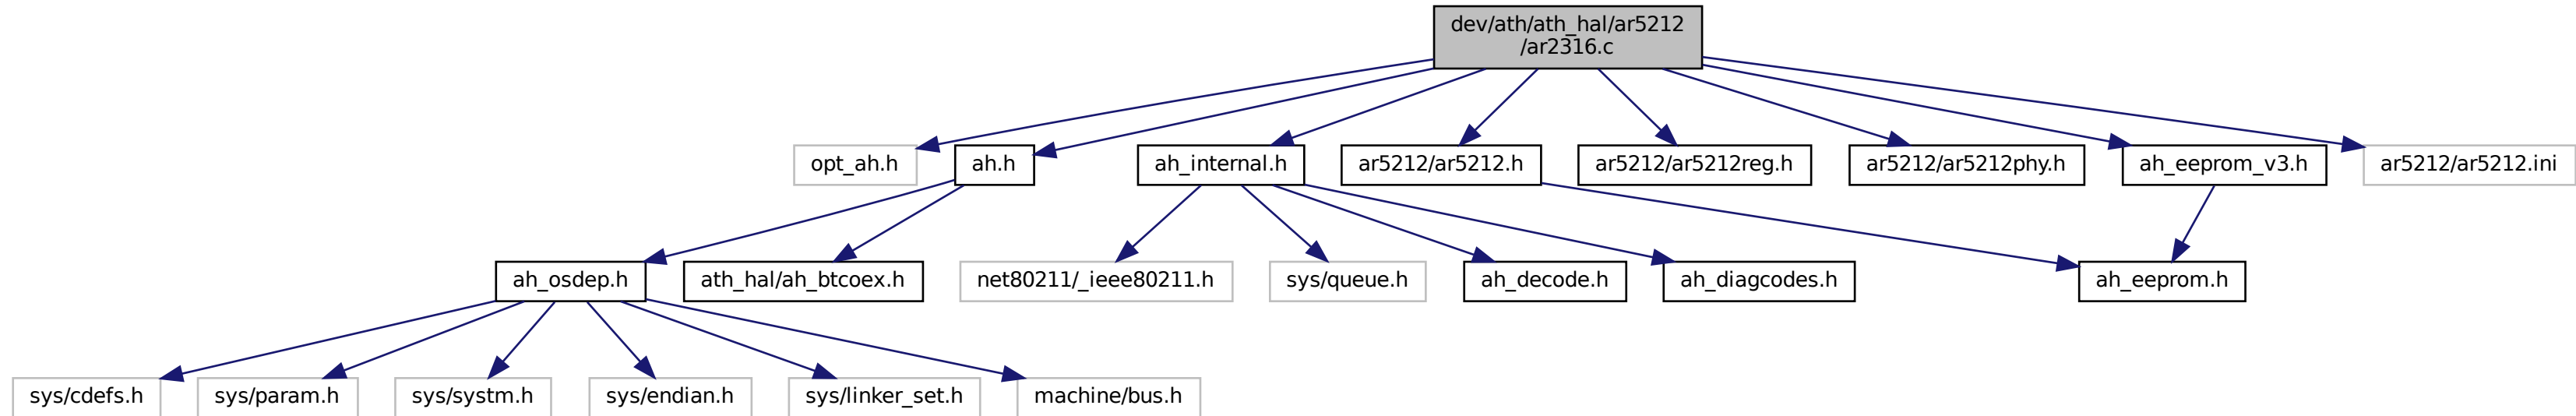 dev/ath/ath_hal/ar5212
/ar2316.c
opt_ah.h
ah.h
ah_internal.h
ar5212/ar5212.h
ar5212/ar5212reg.h
ar5212/ar5212phy.h
ah_eeprom_v3.h
ar5212/ar5212.ini
ah_osdep.h
ath_hal/ah_btcoex.h
net80211/_ieee80211.h
sys/queue.h
ah_decode.h
ah_diagcodes.h
ah_eeprom.h
sys/cdefs.h
sys/param.h
sys/systm.h
sys/endian.h
sys/linker_set.h
machine/bus.h